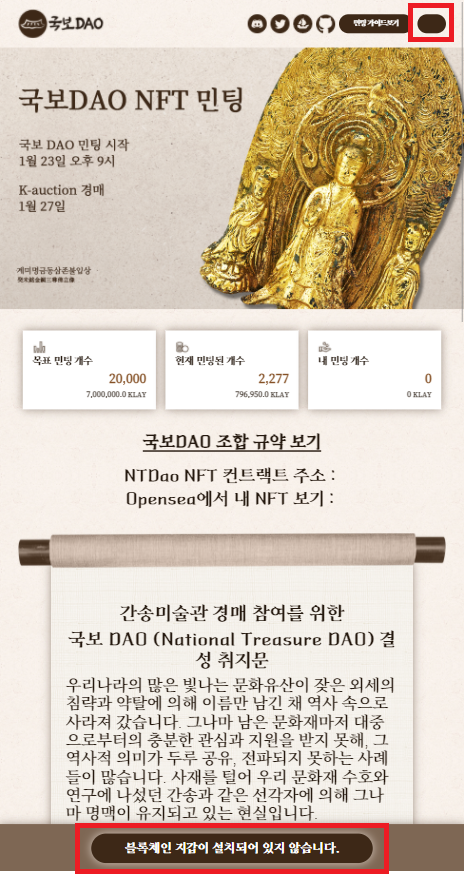 국보DAO
민팅 가이드보기
국보DAO NFT 민팅
국보 DAO 민팅 시작
1월 23일 오후 9시
K-auction 경매
1월 27일
계미명금동삼존불입상
목표 민팅 개수
20,000
7,000,000.0 KLAY
현재 민팅된 개수
2,277
796,950.0 KLAY
내 민팅 개수
0
0 KLAY
국보DAO 조합 규약 보기
NTDao NFT 컨트랙트 주소 :
Opensea에서 내 NFT 보기 :
간송미술관 경매 참여를 위한
국보 DAO (National Treasure DAO) 결
성 취지문
우리나라의 많은 빛나는 문화유산이 잦은 외세의
침략과 약탈에 의해 이름만 남긴 채 역사 속으로
사라져 갔습니다. 그나마 남은 문화재마저 대중
으로부터의 충분한 관심과 지원을 받지 못해, 그
역사적 의미가 두루 공유, 전파되지 못하는 사례
들이 많습니다. 사재를 털어 우리 문화재 수호와
연구에 나섰던 간송과 같은 선각자에 의해 그나
마 명맥이 유지되고 있는 현실입니다.
블록체인 지갑이 설치되어 있지 않습니다.